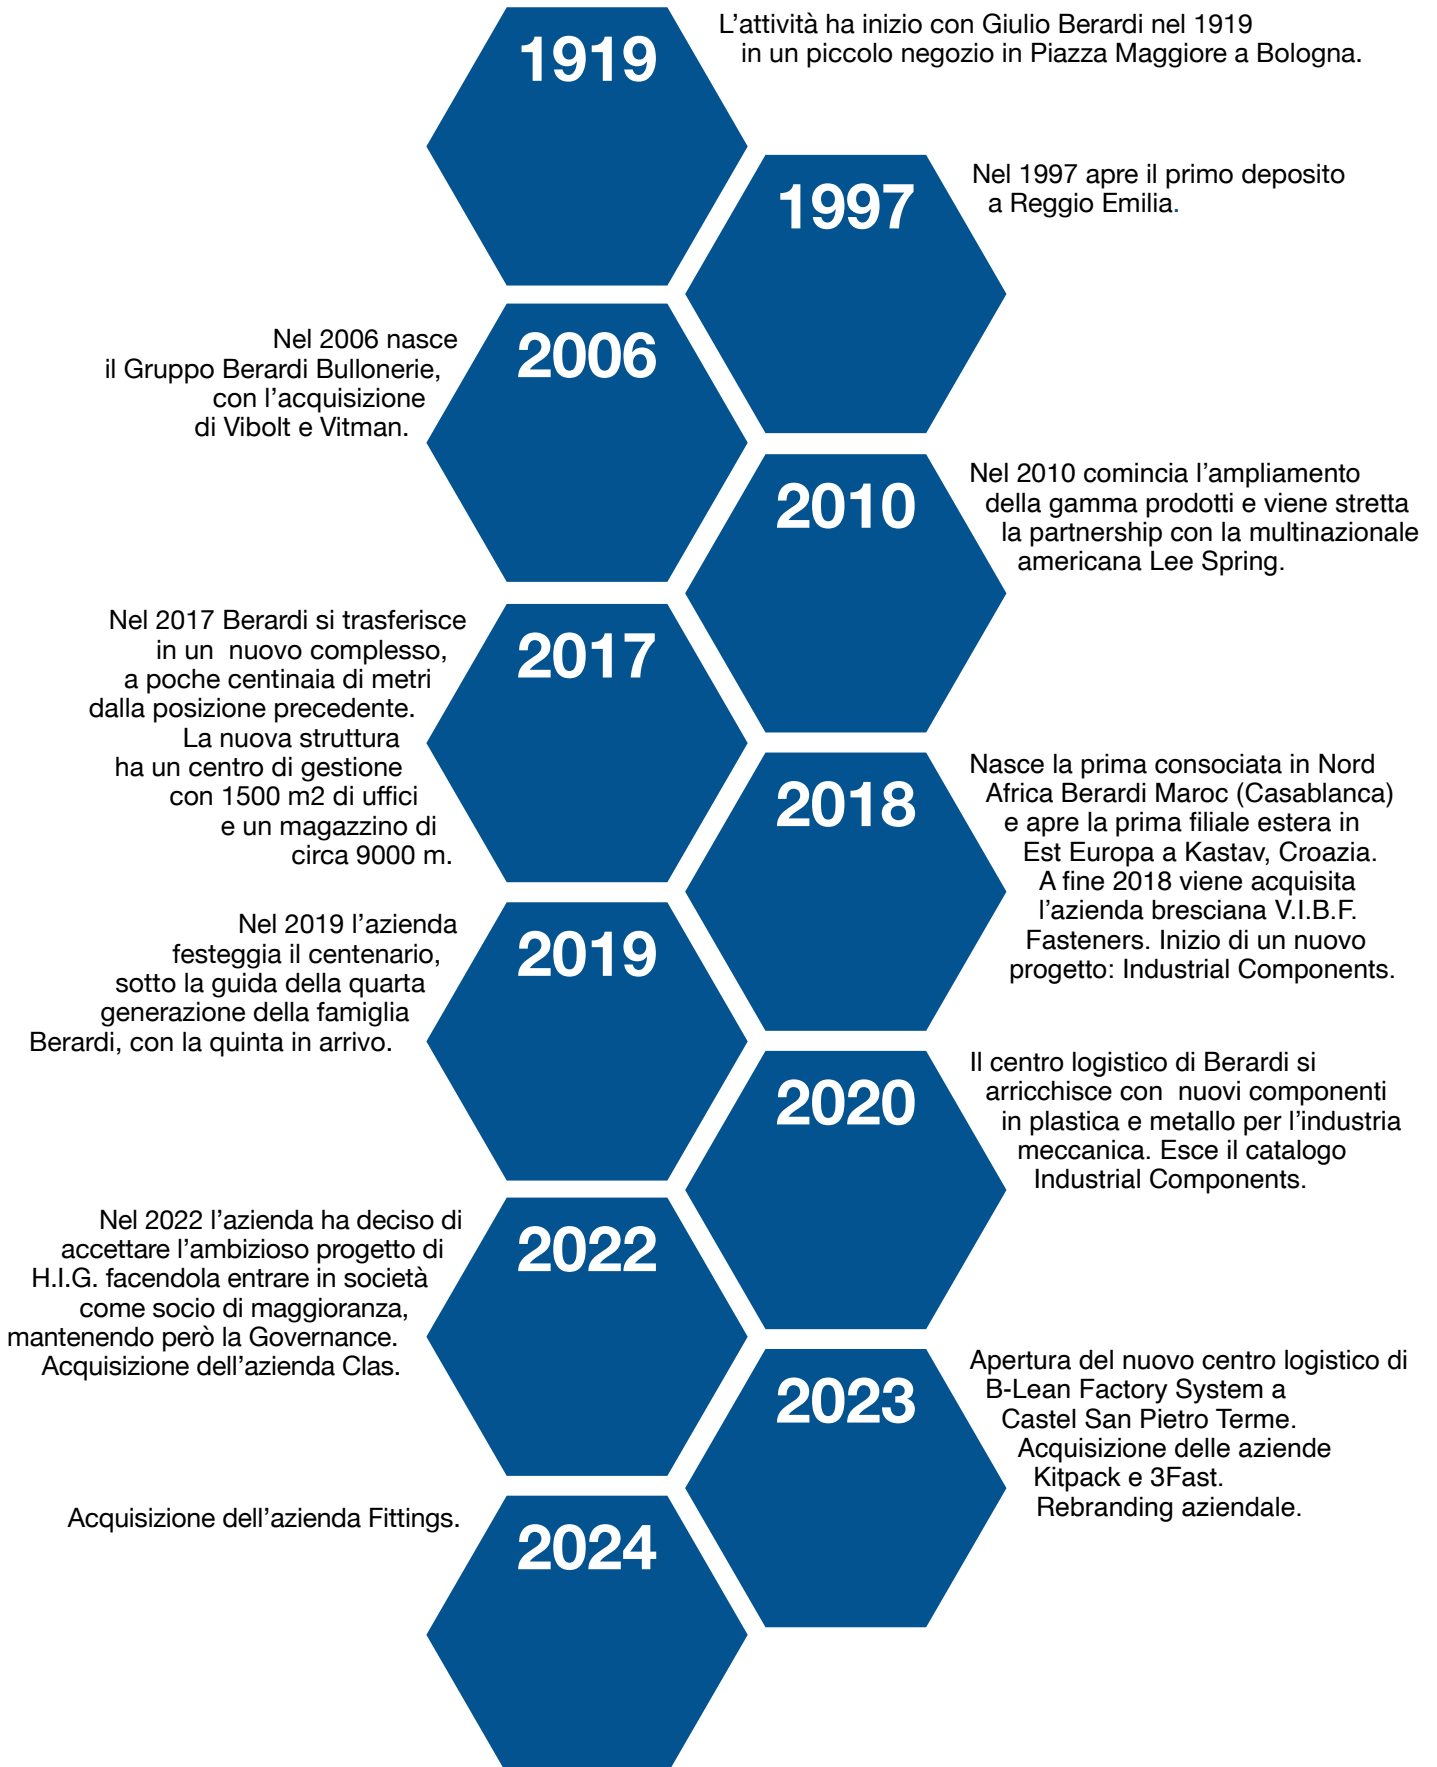 1919
L'attività ha inizio con Giulio Berardi nel 1919
in un piccolo negozio in Piazza Maggiore a Bologna.
1997
Nel 1997 apre il primo deposito
a Reggio Emilia.
2006
Nel 2006 nasce
il Gruppo Berardi Bullonerie,
con l'acquisizione
di Vibolt e Vitman.
2010
Nel 2010 comincia l'ampliamento
della gamma prodotti e viene stretta
la partnership con la multinazionale
americana Lee Spring.
2017
Nel 2017 Berardi si trasferisce
in un  nuovo complesso,
a poche centinaia di metri
dalla posizione precedente.
La nuova struttura
ha un centro di gestione
con 1500 m2 di uffici
e un magazzino di
circa 9000 m.
2018
Nasce la prima consociata in Nord
Africa Berardi Maroc (Casablanca)
e apre la prima filiale estera in
Est Europa a Kastav, Croazia.
A fine 2018 viene acquisita
l'azienda bresciana V.I.B.F.
Fasteners. Inizio di un nuovo
progetto: Industrial Components.
2019
Nel 2019 l'azienda
festeggia il centenario,
sotto la guida della quarta
generazione della famiglia
Berardi, con la quinta in arrivo.
2020
Il centro logistico di Berardi si
arricchisce con  nuovi componenti
in plastica e metallo per l'industria
meccanica. Esce il catalogo
Industrial Components.
2022
Nel 2022 l'azienda ha deciso di
accettare l'ambizioso progetto di
H.I.G. facendola entrare in società
come socio di maggioranza,
mantenendo però la Governance.
Acquisizione dell'azienda Clas.
2023
Apertura del nuovo centro logistico di
B-Lean Factory System a
Castel San Pietro Terme.
Acquisizione delle aziende
Kitpack e 3Fast.
Rebranding aziendale.
2024
Acquisizione dell'azienda Fittings.